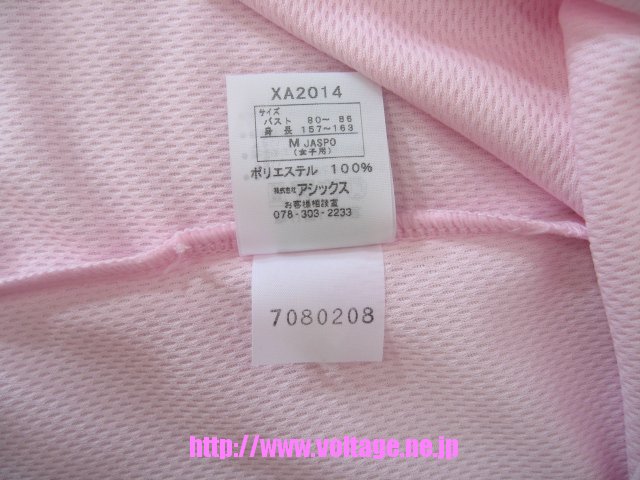 XA2014
サイズ
バスト 80～ 86
身 長 157～163
M JASPO
(女子用)
ポリエステル 100%
株式会社アシックス
お客様相談室
078-303-2233
7080208
http://www.voltage.ne.jp